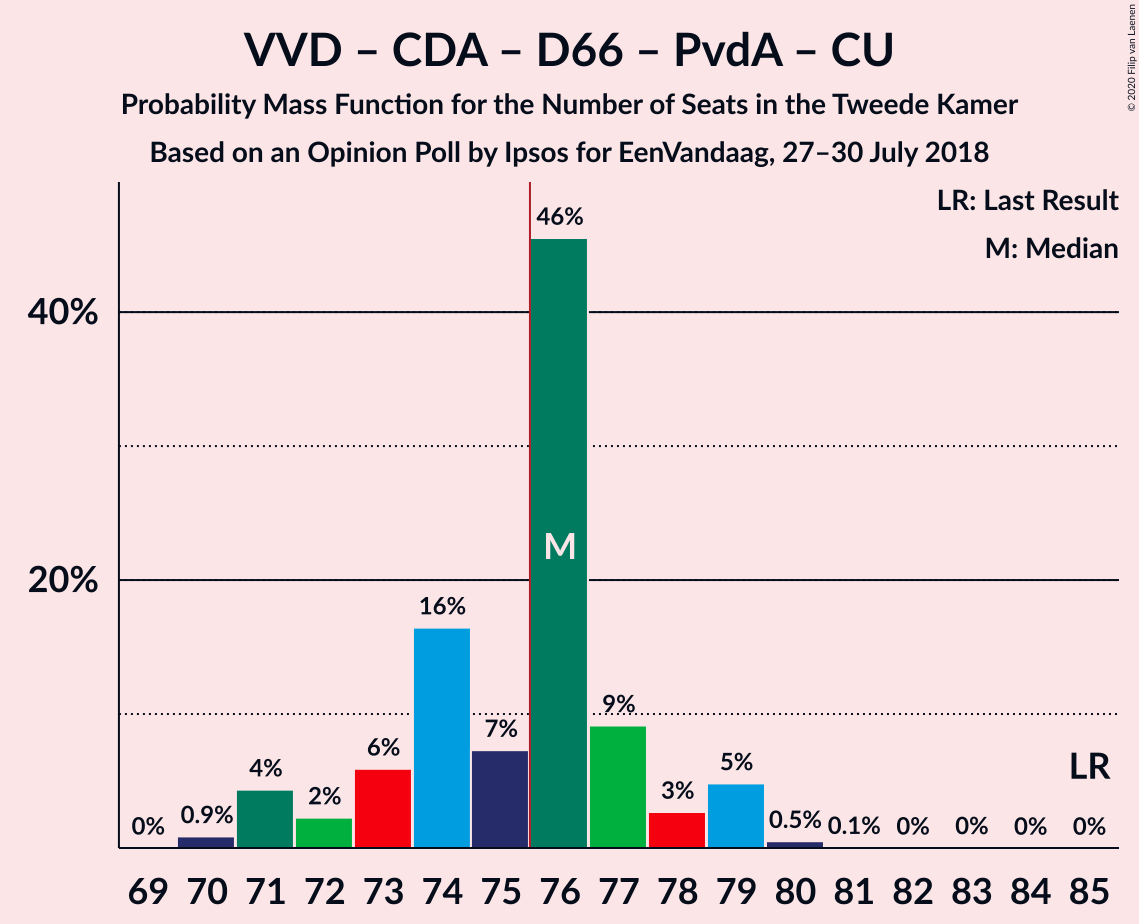 VVD – CDA – D66 – PvdA – CU
Probability Mass Function for the Number of Seats in the Tweede Kamer
Based on an Opinion Poll by Ipsos for EenVandaag, 27–30 July 2018
© 2020 Filip van Laenen
LR: Last Result
M: Median
40%
20%
0%
0.9%
4%
2%
6%
16%
7%
46%
9%
3%
5%
0.5%
0.1%
0%
0%
0%
0%
M
LR
69 70 71 72 73 74 75 76 77 78 79 80 81 82 83 84 85